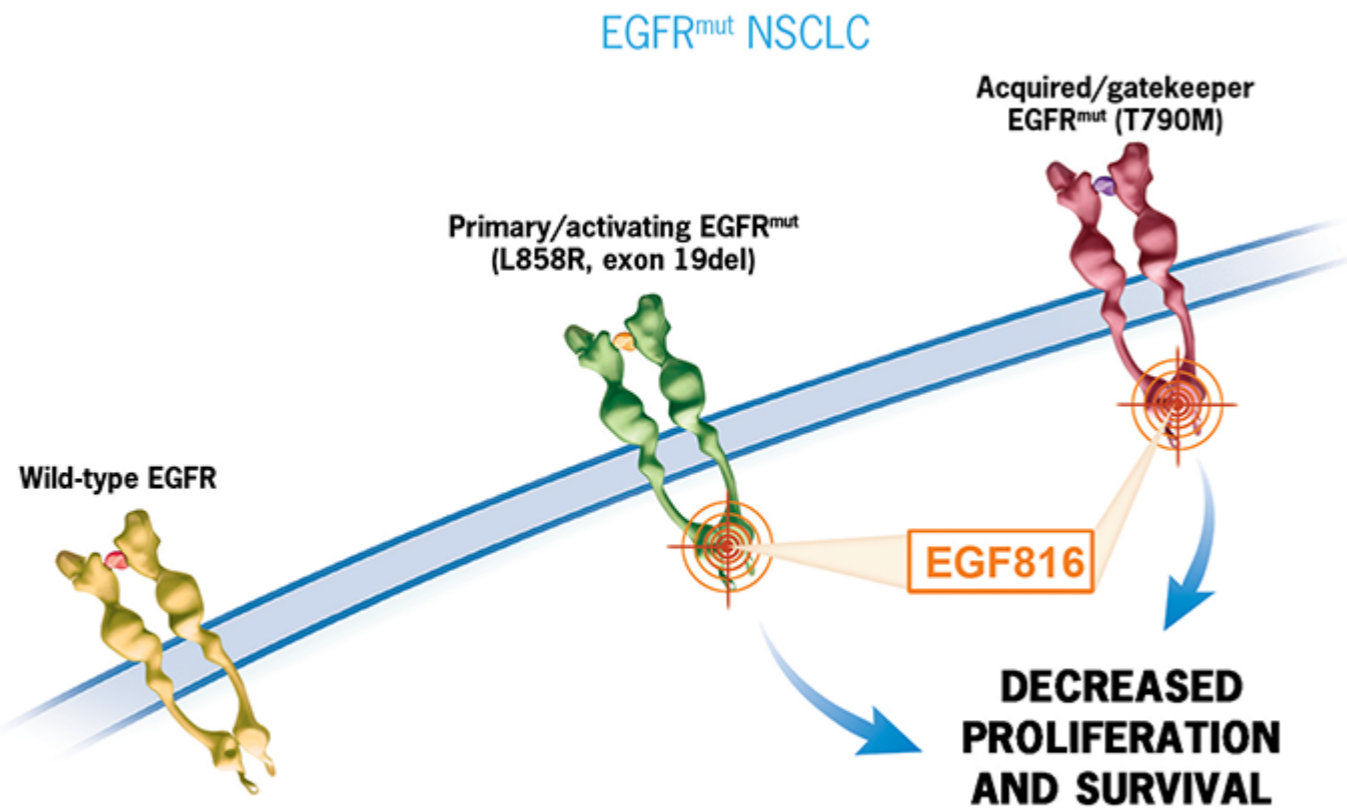 EGFRmut NSCLC
Acquired/gatekeeper
EGFRmut (T790M)
Primary/activating EGFRmut
(L858R, exon 19del)
Wild-type EGFR
EGF816
DECREASED
PROLIFERATION
AND SURVIVAL